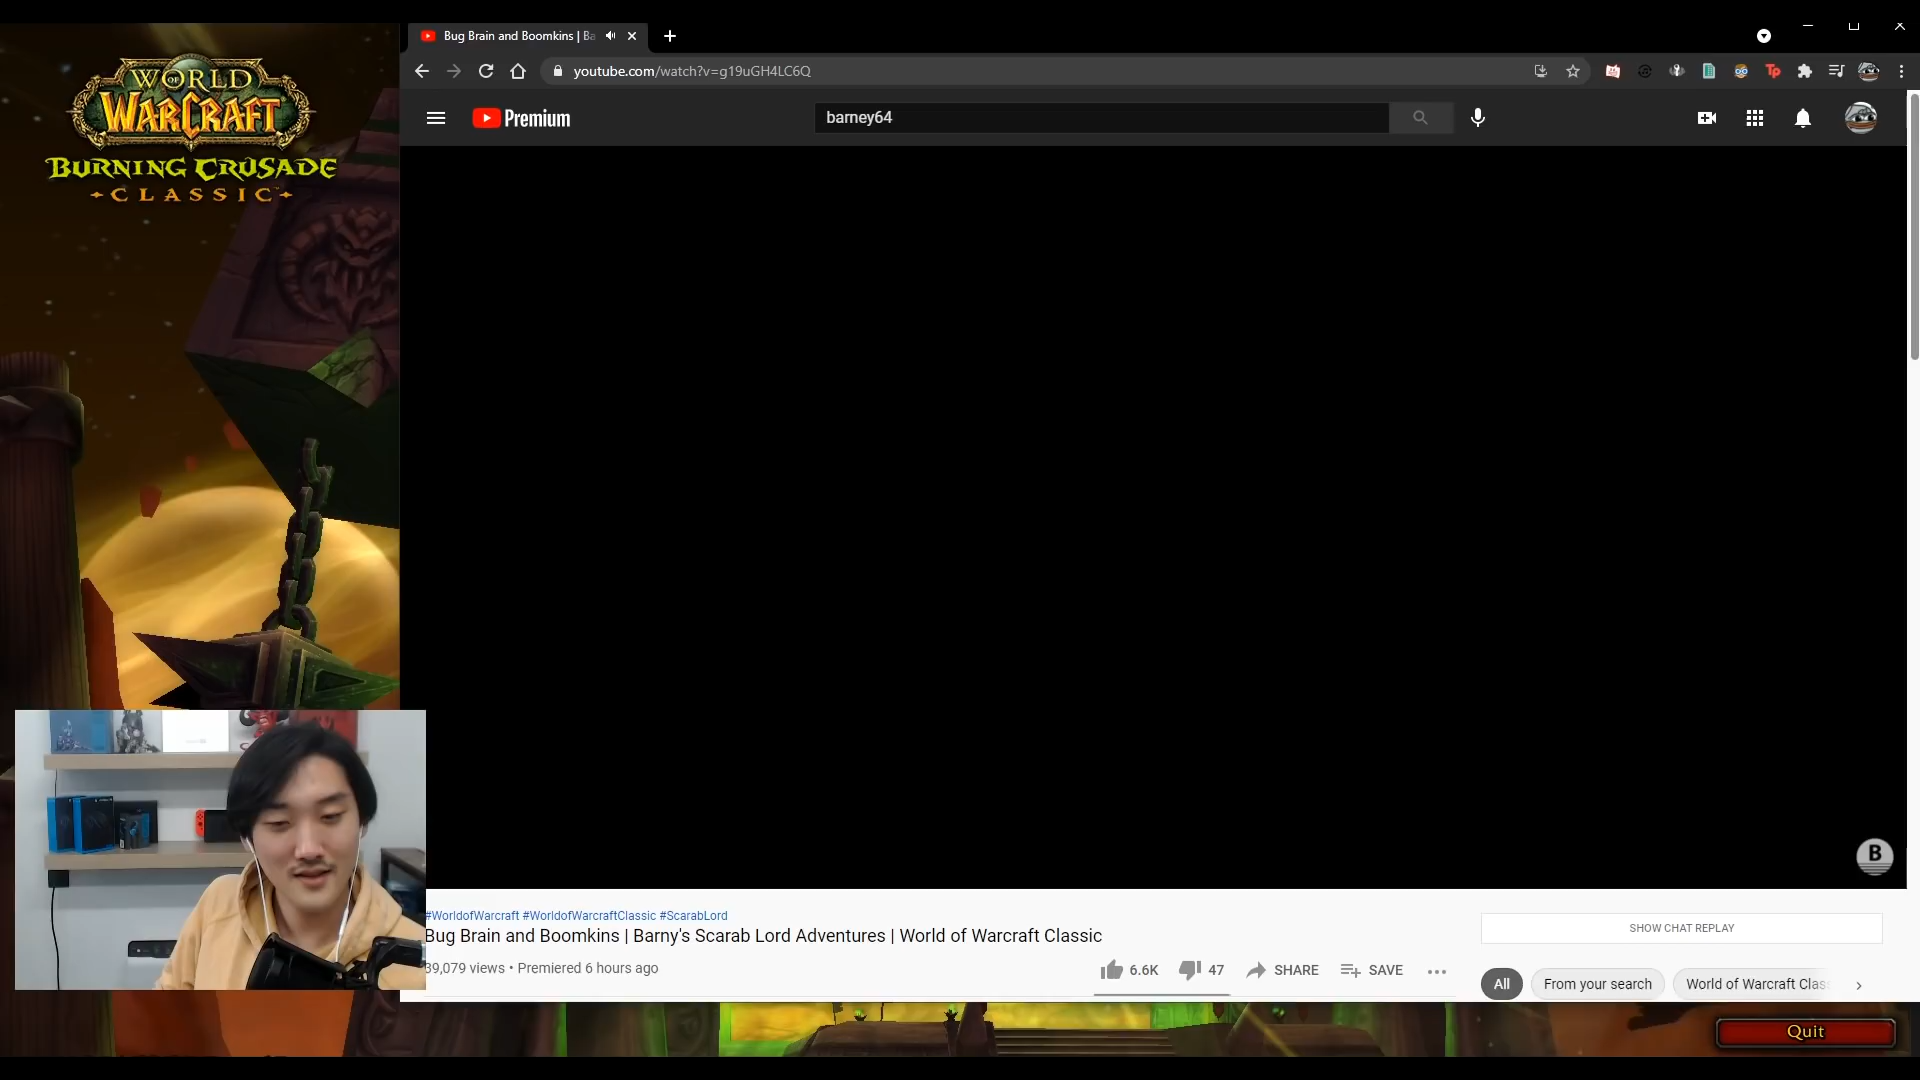 WORLD OF WARCRAFT
BURNING CRUSADE
CLASSIC
Bug Brain and Boomkins | Ba
youtube.com/watch?v=g19uGH4LC6Q
Tp
Premium
barney64
B
#WorldofWarcraft #WorldofWarcraftClassic #ScarabLord
Bug Brain and Boomkins | Barny's Scarab Lord Adventures | World of Warcraft Classic
39,079 views • Premiered 6 hours ago
6.6K
47
SHARE
SAVE
SHOW CHAT REPLAY
All
From your search
World of Warcraft Clas
Quit